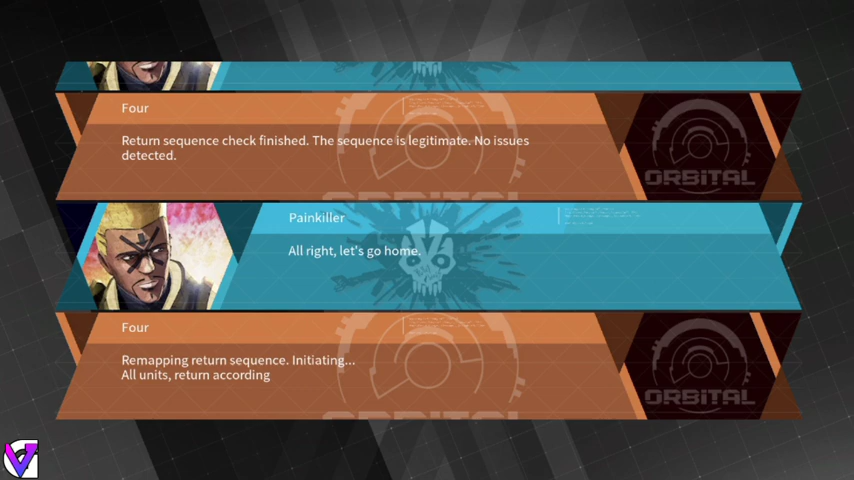 Four
Return sequence check finished. The sequence is legitimate. No issues
detected.
ORBITAL
Painkiller
All right, let's go home.
Four
Remapping return sequence. Initiating...
All units, return according
ORBITAL